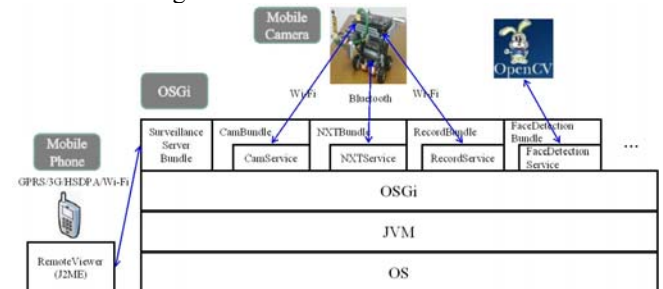 Mobile
Camera
OSGi
OpenCV
Wi-Fi
Bluetooth
Wi-Fi
Mobile
Phone
GPRS/3G/HSDPA/Wi-Fi
Surveillance
Server
Bundle
CamBundle
CamService
NXTBundle
NXTService
RecordBundle
RecordService
FaceDetection
Bundle
FaceDetection
Service
...
OSGi
JVM
OS
RemoteViewer
(J2ME)